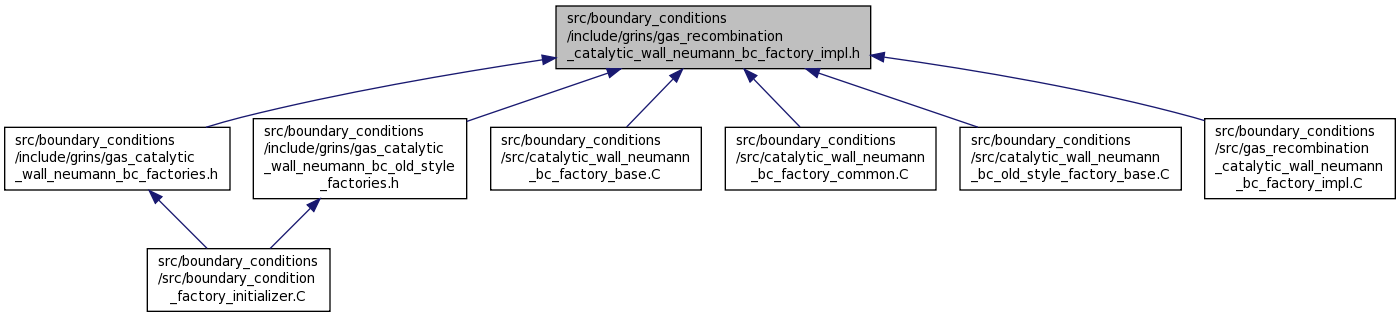 src/boundary_conditions
/include/grins/gas_recombination
_catalytic_wall_neumann_bc_factory_impl.h
src/boundary_conditions
/include/grins/gas_catalytic
_wall_neumann_bc_factories.h
src/boundary_conditions
/include/grins/gas_catalytic
_wall_neumann_bc_old_style
_factories.h
src/boundary_conditions
/src/catalytic_wall_neumann
_bc_factory_base.C
src/boundary_conditions
/src/catalytic_wall_neumann
_bc_factory_common.C
src/boundary_conditions
/src/catalytic_wall_neumann
_bc_old_style_factory_base.C
src/boundary_conditions
/src/gas_recombination
_catalytic_wall_neumann
_bc_factory_impl.C
src/boundary_conditions
/src/boundary_condition
_factory_initializer.C